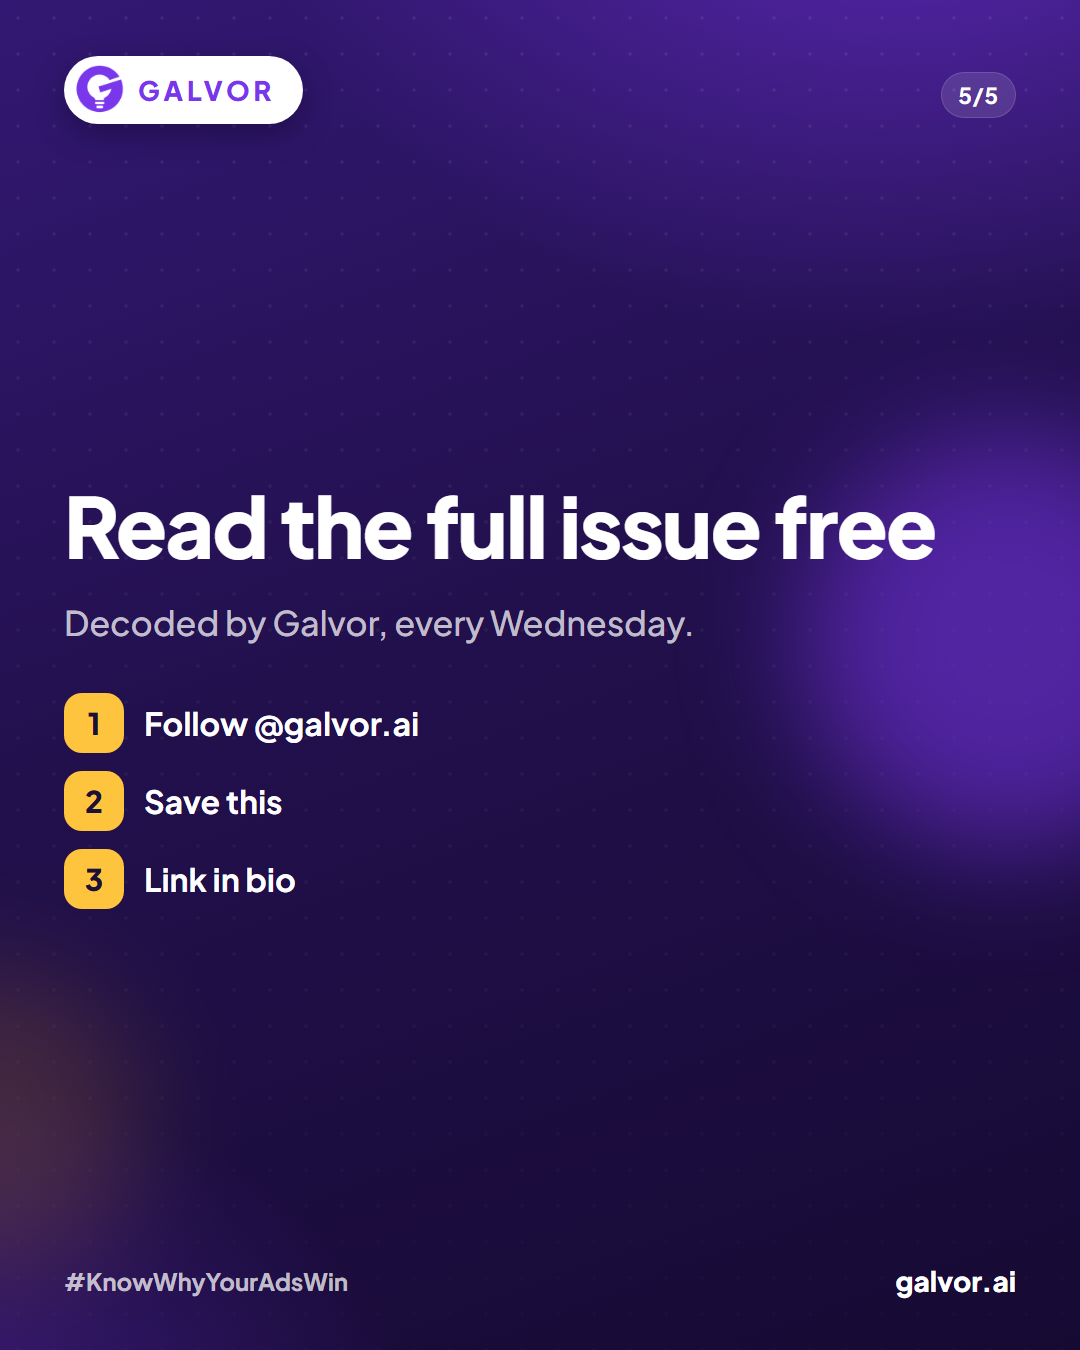 GALVOR
5/5
Read the full issue free
Decoded by Galvor, every Wednesday.
1 Follow @galvor.ai
2 Save this
3 Link in bio
#KnowWhyYourAdsWin
galvor.ai